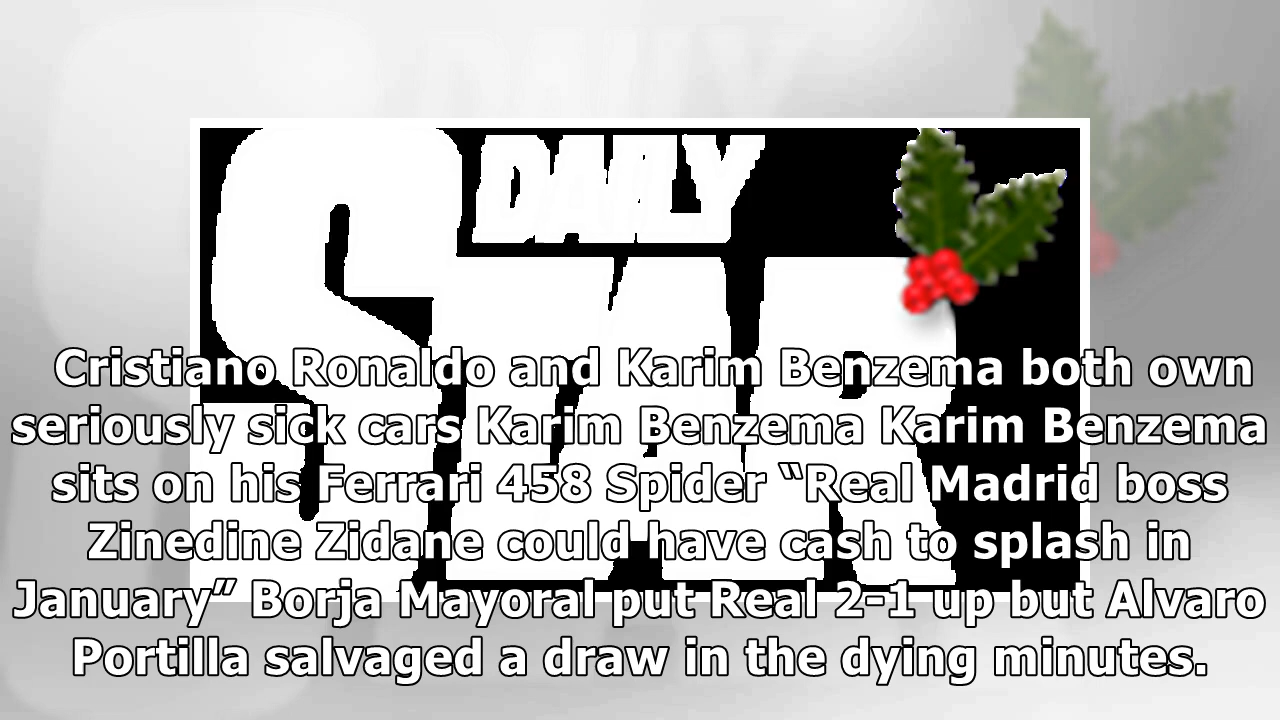 DAILY
STAR
Cristiano Ronaldo and Karim Benzema both own
seriously sick cars Karim Benzema Karim Benzema
sits on his Ferrari 458 Spider “Real Madrid boss
Zinedine Zidane could have cash to splash in
January” Borja Mayoral put Real 2-1 up but Alvaro
Portilla salvaged a draw in the dying minutes.